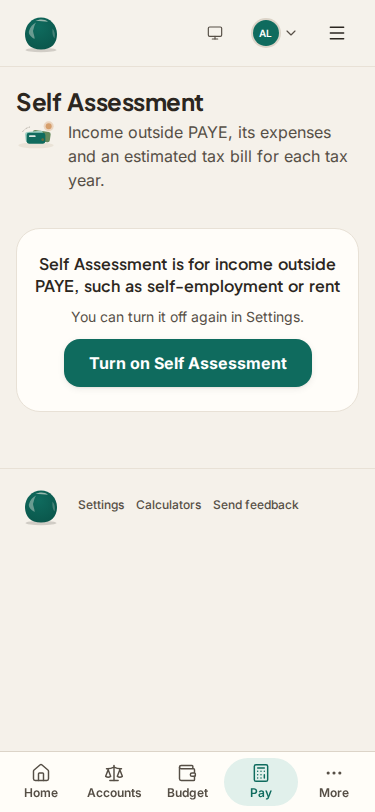 AL
Self Assessment
Income outside PAYE, its expenses
and an estimated tax bill for each tax
year.
Self Assessment is for income outside
PAYE, such as self-employment or rent
You can turn it off again in Settings.
Turn on Self Assessment
Settings Calculators Send feedback
Home Accounts Budget Pay More